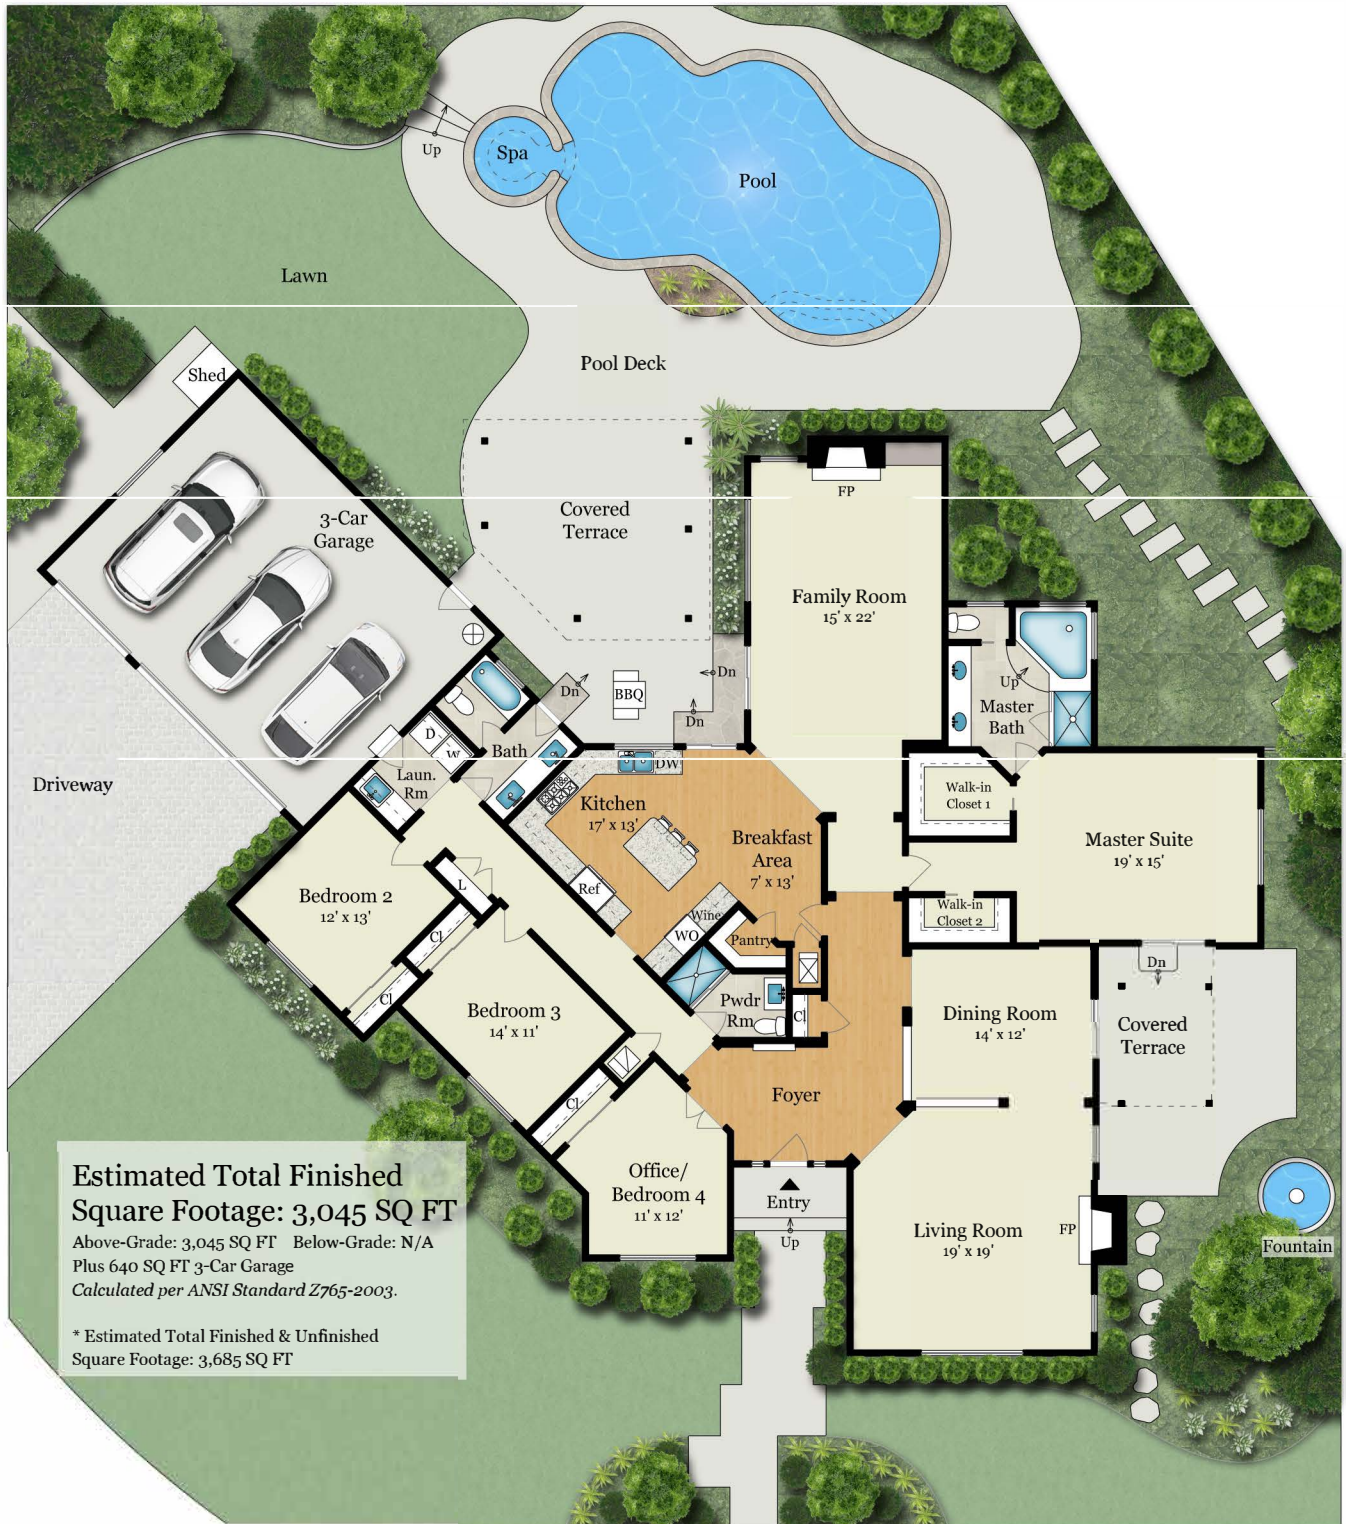 Spa
Up
Pool
Lawn
Pool Deck
Shed
FP
3-Car
Garage
Covered
Terrace
Family Room
15' x 22'
Dn
BBQ
Dn
Dn
Up
Master
Bath
D
W
Bath
Laun.
Rm
DW
Driveway
Kitchen
17' x 13'
Walk-in
Closet 1
Breakfast
Area
7' x 13'
Master Suite
19' x 15'
Ref
L
Bedroom 2
12' x 13'
Walk-in
Closet 2
Wine
WO
Pantry
Cl
Dn
Cl
Pwdr
Rm
Cl
Bedroom 3
14' x 11'
Dining Room
14' x 12'
Covered
Terrace
Foyer
Cl
Office/
Bedroom 4
11' x 12'
Entry
Up
Living Room
19' x 19'
FP
Fountain
Estimated Total Finished
Square Footage: 3,045 SQ FT
Above-Grade: 3,045 SQ FT Below-Grade: N/A
Plus 640 SQ FT 3-Car Garage
Calculated per ANSI Standard Z765-2003.
* Estimated Total Finished & Unfinished
Square Footage: 3,685 SQ FT